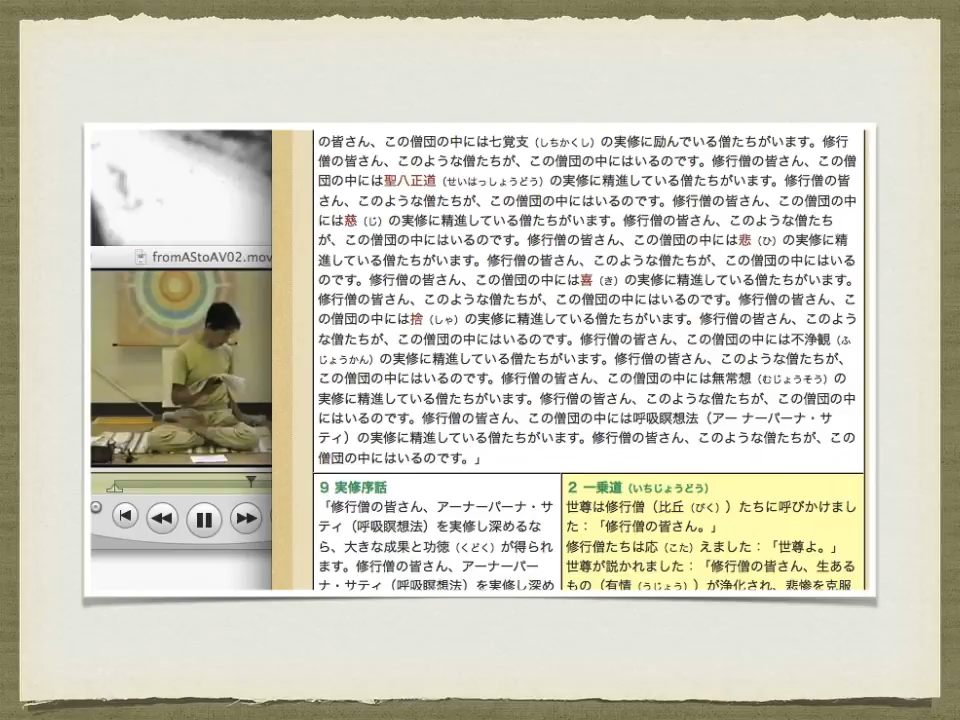 の皆さん、この僧団の中には七覚支（しちかくし）の実修に励んでいる僧たちがいます。修行
僧の皆さん、このような僧たちが、この僧団の中にはいるのです。修行僧の皆さん、この僧
団の中には聖八正道（せいはっしょうどう）の実修に精進している僧たちがいます。修行僧の皆
さん、このような僧たちが、この僧団の中にはいるのです。修行僧の皆さん、この僧団の中
には慈（じ）の実修に精進している僧たちがいます。修行僧の皆さん、このような僧たち
が、この僧団の中にはいるのです。修行僧の皆さん、この僧団の中には悲（ひ）の実修に精
進している僧たちがいます。修行僧の皆さん、このような僧たちが、この僧団の中にはいる
のです。修行僧の皆さん、この僧団の中には喜（き）の実修に精進している僧たちがいます。
修行僧の皆さん、このような僧たちが、この僧団の中にはいるのです。修行僧の皆さん、こ
の僧団の中には捨（しゃ）の実修に精進している僧たちがいます。修行僧の皆さん、このよう
な僧たちが、この僧団の中にはいるのです。修行僧の皆さん、この僧団の中には不浄観（ふ
じょうかん）の実修に精進している僧たちがいます。修行僧の皆さん、このような僧たちが、
この僧団の中にはいるのです。修行僧の皆さん、この僧団の中には無常想（むじょうそう）の
実修に精進している僧たちがいます。修行僧の皆さん、このような僧たちが、この僧団の中
にはいるのです。修行僧の皆さん、この僧団の中には呼吸瞑想法（アー ナーパーナ・サ
ティ）の実修に精進している僧たちがいます。修行僧の皆さん、このような僧たちが、この
僧団の中にはいるのです。」
fromAStoAV02.mov
9 実修序話
「修行僧の皆さん、アーナーパーナ・サ
ティ（呼吸瞑想法）を実修し深めるな
ら、大きな成果と功徳（くどく）が得られ
ます。修行僧の皆さん、アーナーパー
ナ・サティ（呼吸瞑想法）を実修し深め
2 一乗道（いちじょうどう）
世尊は修行僧（比丘（びく））たちに呼びかけまし
た：「修行僧の皆さん。」
修行僧たちは応（こた）えました：「世尊よ。」
世尊が説かれました：「修行僧の皆さん、生ある
もの（有情（うじょう））が浄化され、悲惨を克服